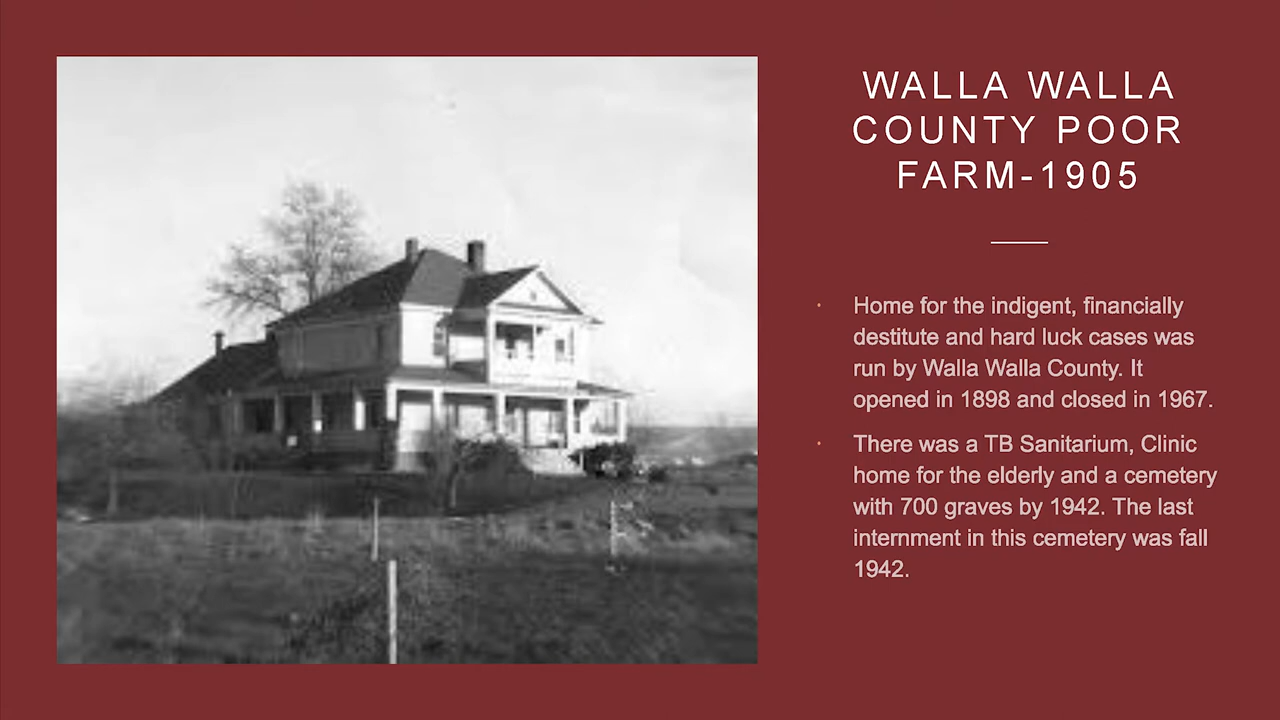 WALLA WALLA
COUNTY POOR
FARM-1905
· Home for the indigent, financially
destitute and hard luck cases was
run by Walla Walla County. It
opened in 1898 and closed in 1967.
· There was a TB Sanitarium, Clinic
home for the elderly and a cemetery
with 700 graves by 1942. The last
internment in this cemetery was fall
1942.